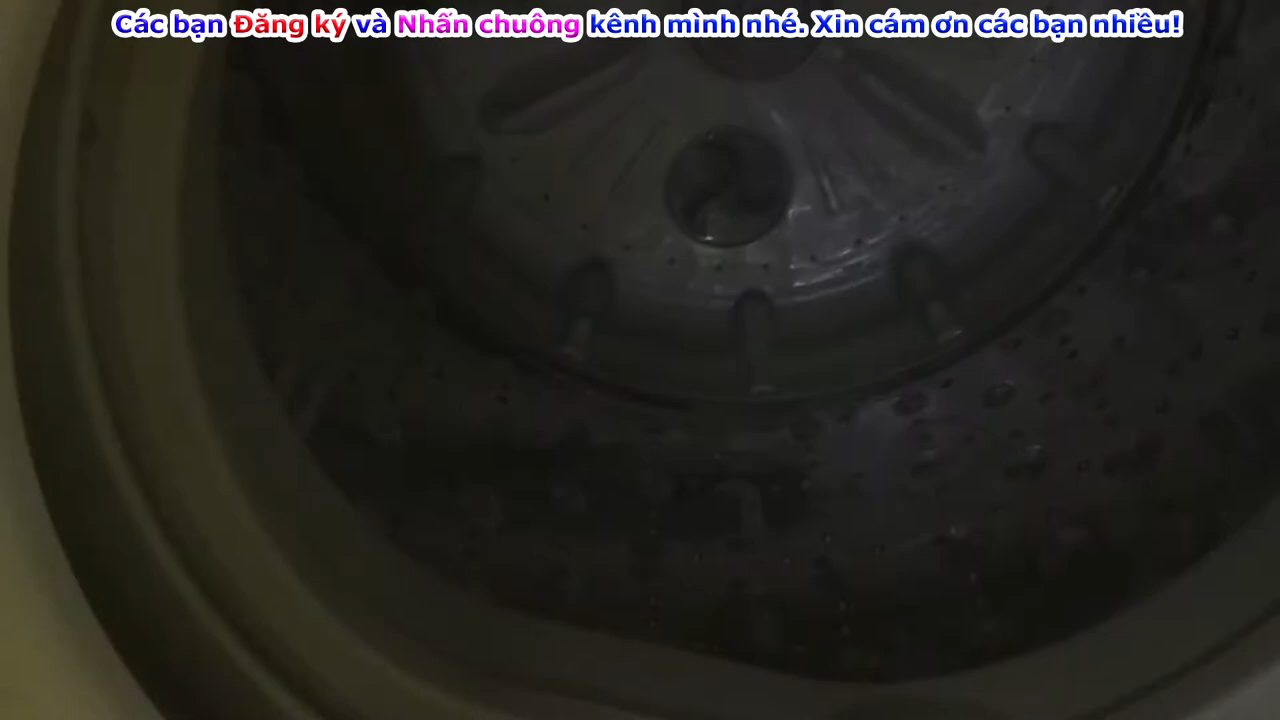 Các bạn Đăng ký và Nhấn chuông kênh mình nhé. Xin cám ơn các bạn nhiều!